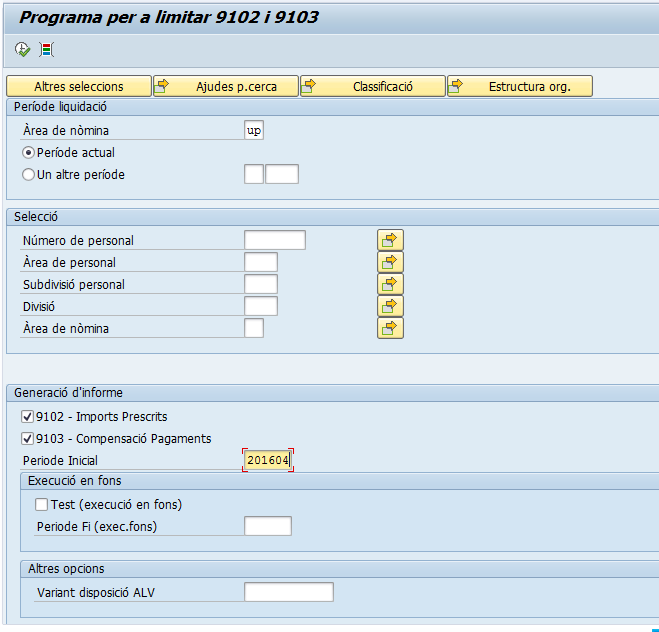 Programa per a limitar 9102 i 9103
Altres seleccions Ajudes p.cerca Classificació Estructura org.
Període liquidació
Àrea de nòmina up
Període actual
Un altre període
Selecció
Número de personal
Àrea de personal
Subdivisió personal
Divisió
Àrea de nòmina
Generació d'informe
9102 - Imports Prescrits
9103 - Compensació Pagaments
Periode Inicial 201604
Execució en fons
Test (execució en fons)
Periode Fi (exec.fons)
Altres opcions
Variant disposició ALV